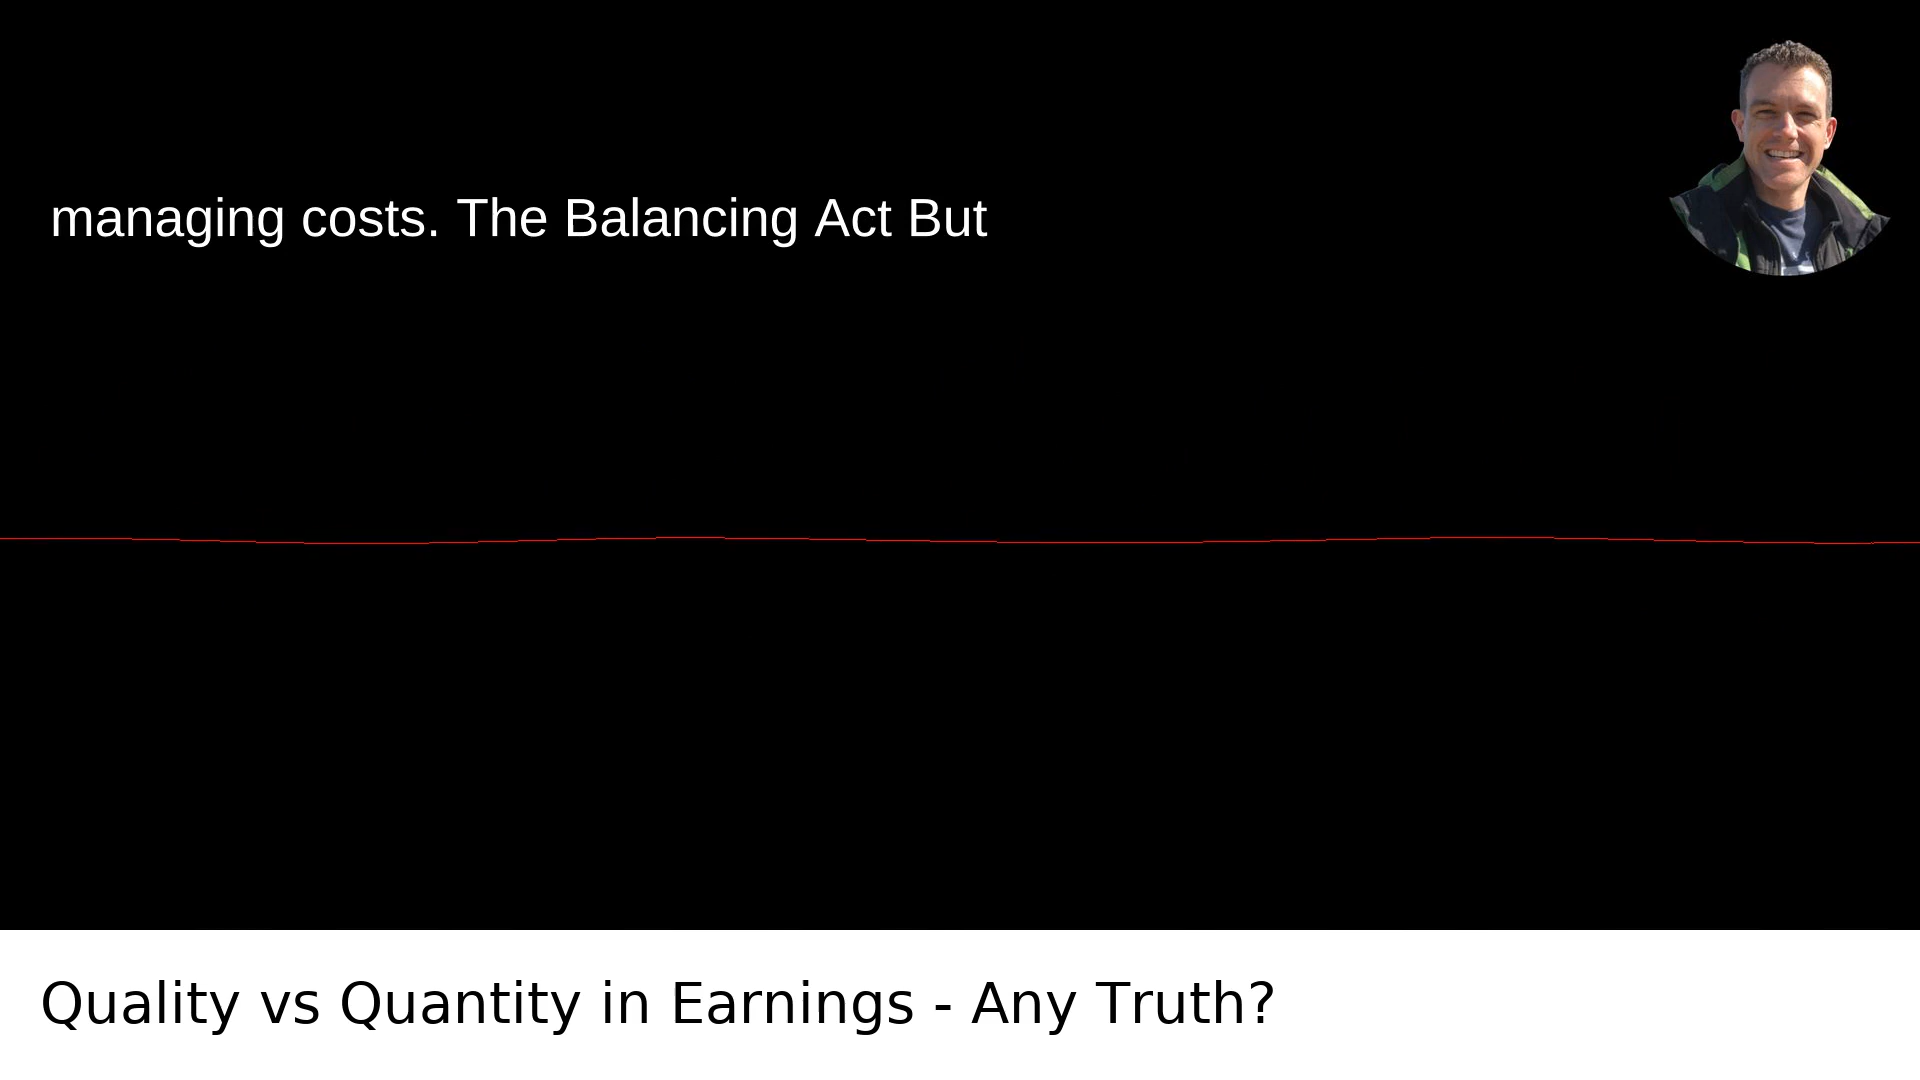 managing costs. The Balancing Act But
Quality vs Quantity in Earnings - Any Truth?